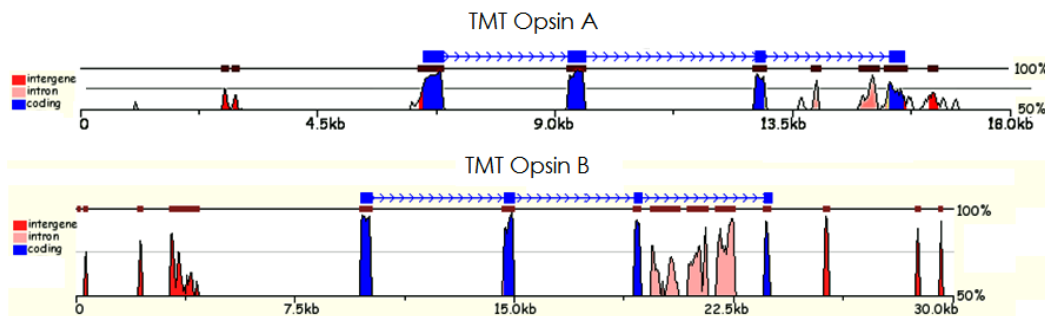 TMT Opsin A
intergene
intron
coding
100%
50%
0 4.5kb 9.0kb 13.5kb 18.0kb
TMT Opsin B
intergene
intron
coding
100%
50%
0 7.5kb 15.0kb 22.5kb 30.0kb